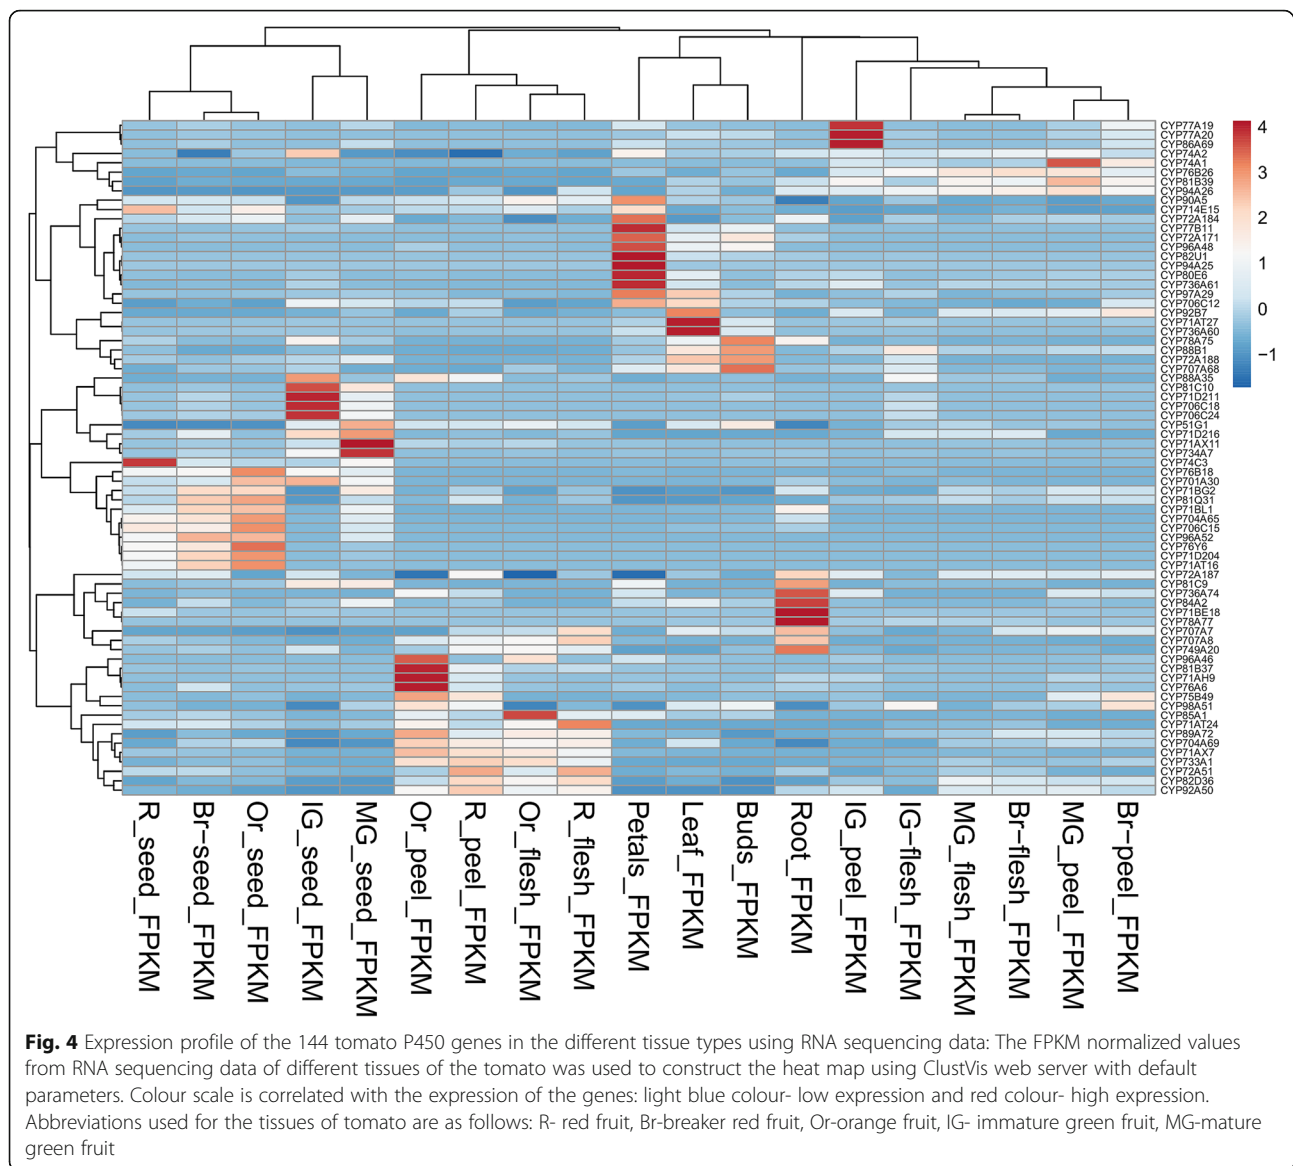 CYP77A19
CYP77A20
CYP86A69
CYP74A2
CYP74A1
CYP76B26
CYP81B39
CYP94A26
CYP90A5
CYP714E15
CYP72A184
CYP77B11
CYP72A171
CYP96A48
CYP82U1
CYP94A25
CYP80E6
CYP736A61
CYP97A29
CYP706C12
CYP92B7
CYP71AT27
CYP736A60
CYP78A75
CYP88B1
CYP72A188
CYP707A68
CYP88A35
CYP81C10
CYP71D211
CYP706C18
CYP706C24
CYP51G1
CYP71D216
CYP71AX11
CYP734A7
CYP74C3
CYP76B18
CYP701A30
CYP71BG2
CYP81Q31
CYP71BL1
CYP704A65
CYP706C15
CYP96A52
CYP76Y6
CYP71D204
CYP71AT16
CYP72A187
CYP81C9
CYP736A74
CYP84A2
CYP71BE18
CYP78A77
CYP707A7
CYP707A8
CYP749A20
CYP96A46
CYP81B37
CYP71AH9
CYP76A6
CYP75B49
CYP98A51
CYP85A1
CYP71AT24
CYP89A72
CYP704A69
CYP71AX7
CYP733A1
CYP72A51
CYP82D36
CYP92A50
4
3
2
1
0
−1
R_seed_FPKM
Br−seed_FPKM
Or_seed_FPKM
IG_seed_FPKM
MG_seed_FPKM
Or_peel_FPKM
R_peel_FPKM
Or_flesh_FPKM
R_flesh_FPKM
Petals_FPKM
Leaf_FPKM
Buds_FPKM
Root_FPKM
IG_peel_FPKM
IG−flesh_FPKM
MG_flesh_FPKM
Br−flesh_FPKM
MG_peel_FPKM
Br−peel_FPKM
Fig. 4 Expression profile of the 144 tomato P450 genes in the different tissue types using RNA sequencing data: The FPKM normalized values
from RNA sequencing data of different tissues of the tomato was used to construct the heat map using ClustVis web server with default
parameters. Colour scale is correlated with the expression of the genes: light blue colour- low expression and red colour- high expression.
Abbreviations used for the tissues of tomato are as follows: R- red fruit, Br-breaker red fruit, Or-orange fruit, IG- immature green fruit, MG-mature
green fruit